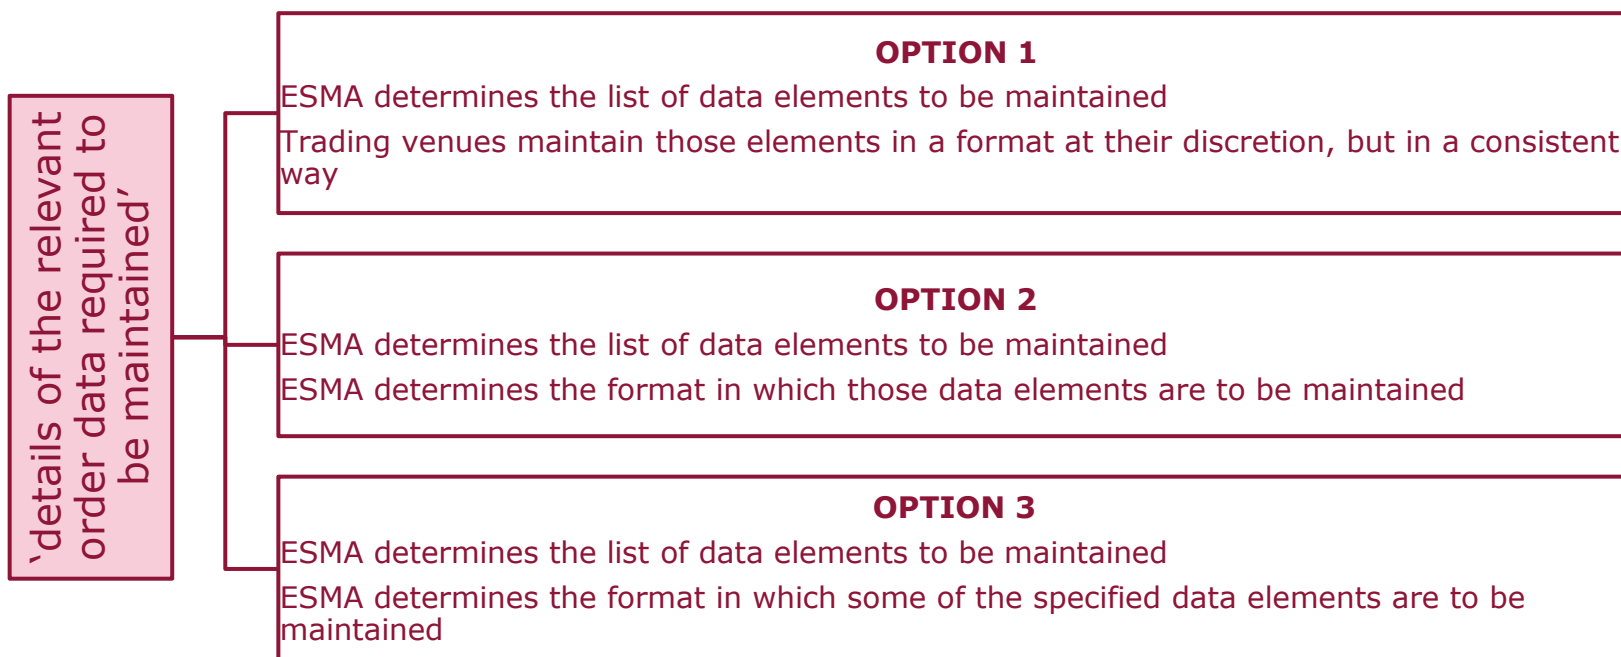 ‘details of the relevant
order data required to
be maintained’
OPTION 1
ESMA determines the list of data elements to be maintained
Trading venues maintain those elements in a format at their discretion, but in a consistent
way
OPTION 2
ESMA determines the list of data elements to be maintained
ESMA determines the format in which those data elements are to be maintained
OPTION 3
ESMA determines the list of data elements to be maintained
ESMA determines the format in which some of the specified data elements are to be
maintained